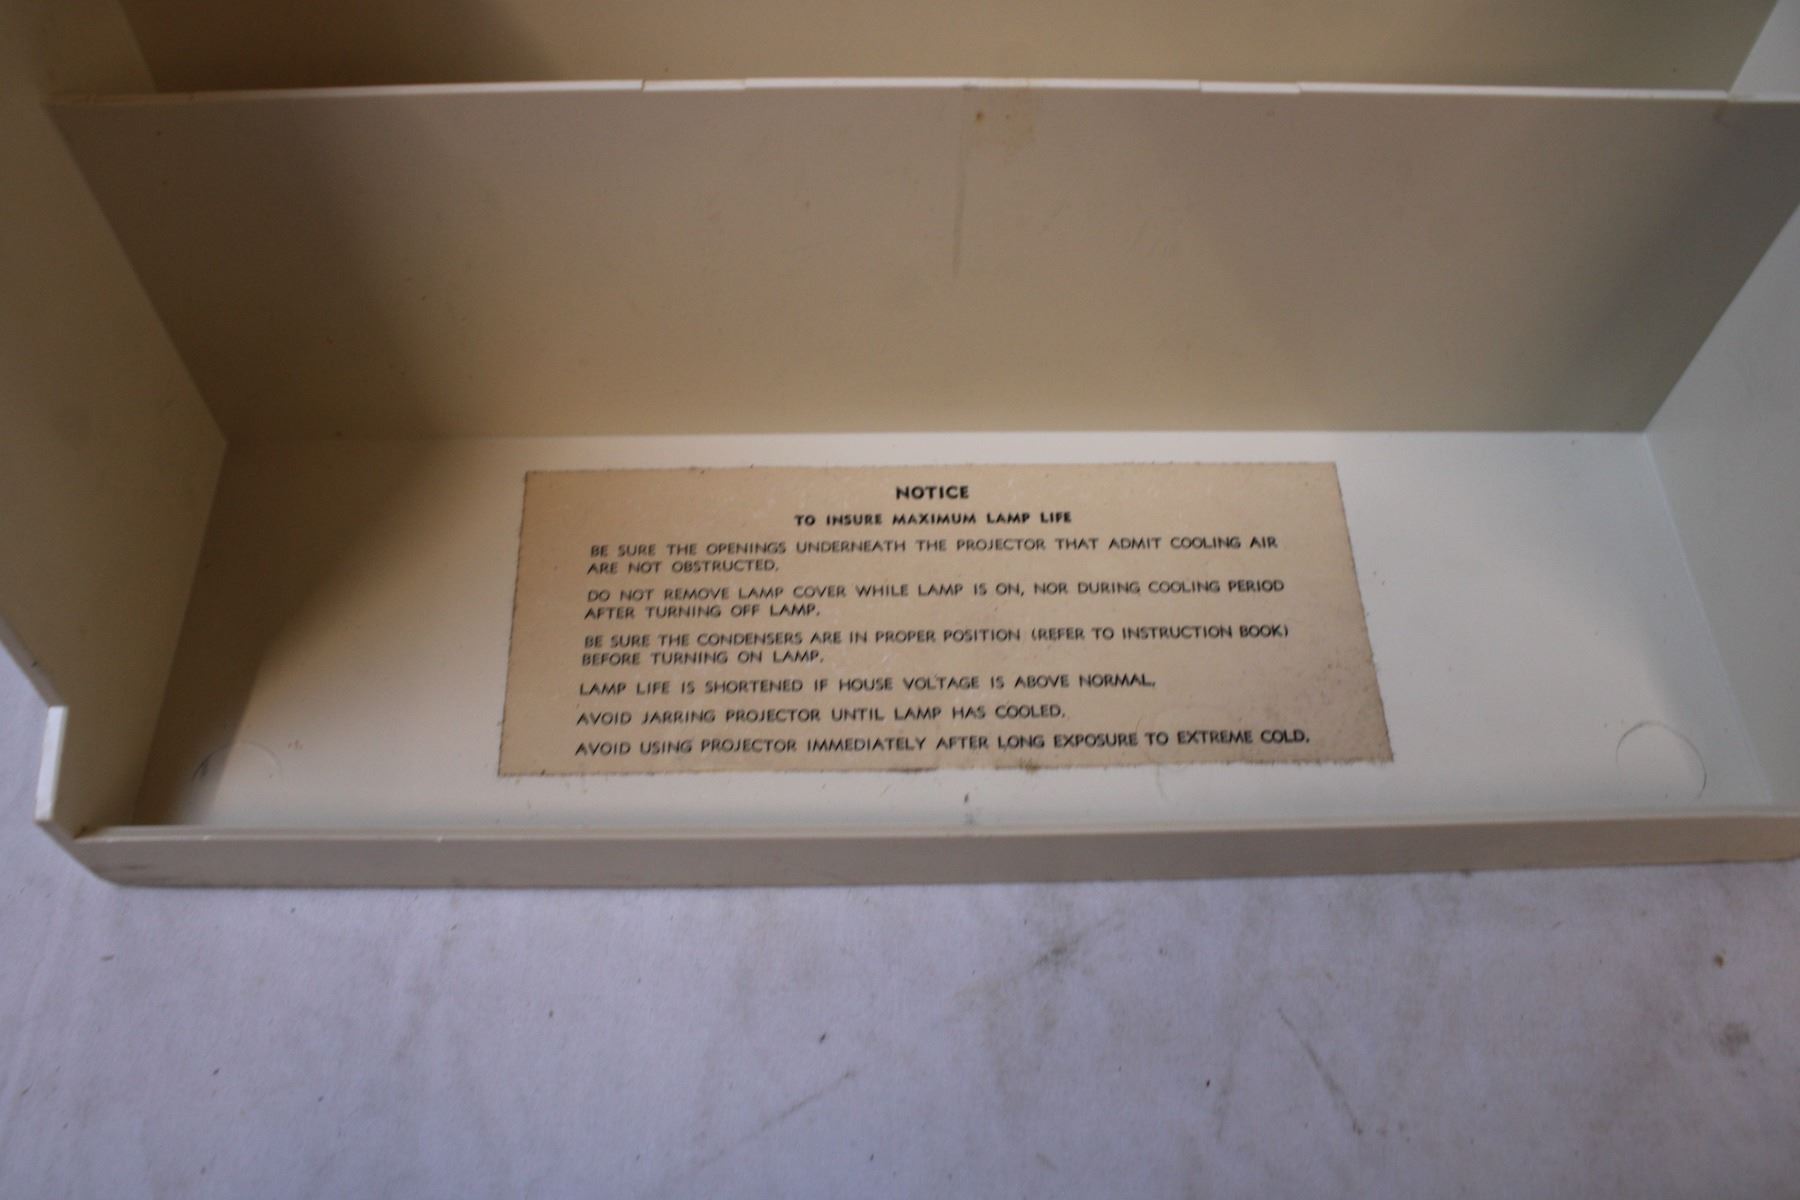 NOTICE
TO INSURE MAXIMUM LAMP LIFE
BE SURE THE OPENINGS UNDERNEATH THE PROJECTOR THAT ADMIT COOLING AIR
ARE NOT OBSTRUCTED.
DO NOT REMOVE LAMP COVER WHILE LAMP IS ON, NOR DURING COOLING PERIOD
AFTER TURNING OFF LAMP.
BE SURE THE CONDENSERS ARE IN PROPER POSITION (REFER TO INSTRUCTION BOOK)
BEFORE TURNING ON LAMP.
LAMP LIFE IS SHORTENED IF HOUSE VOLTAGE IS ABOVE NORMAL.
AVOID JARRING PROJECTOR UNTIL LAMP HAS COOLED.
AVOID USING PROJECTOR IMMEDIATELY AFTER LONG EXPOSURE TO EXTREME COLD.